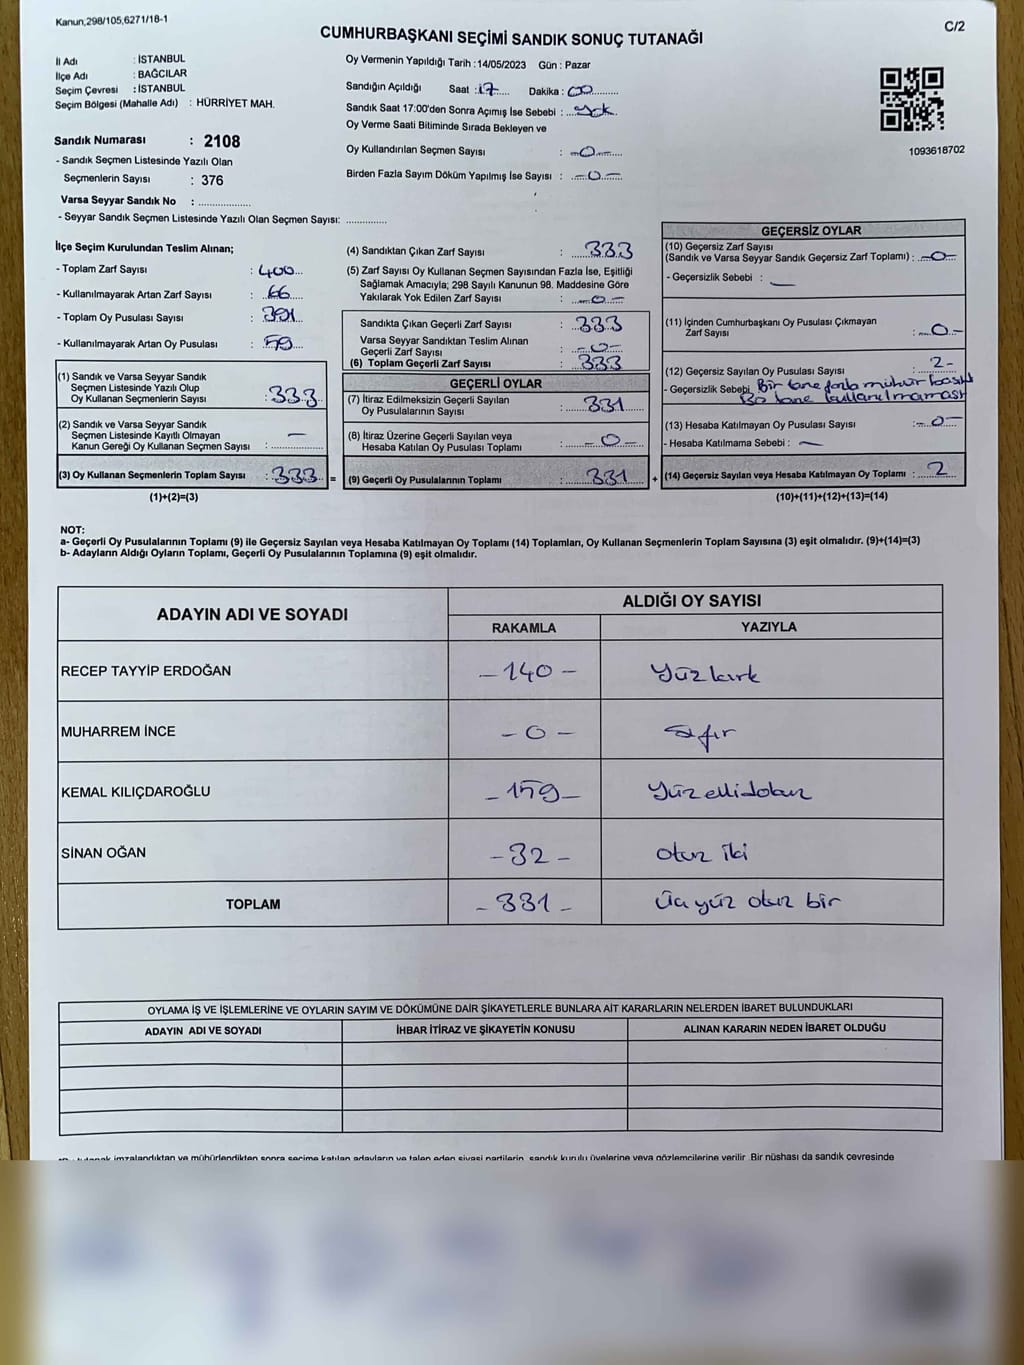 Kanun,298/105,6271/18-1
C/2
CUMHURBAŞKANI SEÇİMİ SANDIK SONUÇ TUTANAĞI
İl Adı : İSTANBUL
İlçe Adı : BAĞCILAR
Seçim Çevresi : İSTANBUL
Seçim Bölgesi (Mahalle Adı) : HÜRRİYET MAH.
Sandık Numarası : 2108
- Sandık Seçmen Listesinde Yazılı Olan
Seçmenlerin Sayısı : 376
Varsa Seyyar Sandık No : ..................
- Seyyar Sandık Seçmen Listesinde Yazılı Olan Seçmen Sayısı: ..............
Oy Vermenin Yapıldığı Tarih :14/05/2023 Gün : Pazar
Sandığın Açıldığı Saat : 17 Dakika : 00
Sandık Saat 17:00'den Sonra Açımış İse Sebebi : yok.
Oy Verme Saati Bitiminde Sırada Bekleyen ve
Oy Kullandırılan Seçmen Sayısı : -0-
Birden Fazla Sayım Döküm Yapılmış İse Sayısı : -0-
1093618702
İlçe Seçim Kurulundan Teslim Alınan;
- Toplam Zarf Sayısı : 400
- Kullanılmayarak Artan Zarf Sayısı : 66
- Toplam Oy Pusulası Sayısı : 391
- Kullanılmayarak Artan Oy Pusulası : 59
(1) Sandık ve Varsa Seyyar Sandık
Seçmen Listesinde Yazılı Olup
Oy Kullanan Seçmenlerin Sayısı : 333
(2) Sandık ve Varsa Seyyar Sandık
Seçmen Listesinde Kayıtlı Olmayan
Kanun Gereği Oy Kullanan Seçmen Sayısı : -
(3) Oy Kullanan Seçmenlerin Toplam Sayısı : 333 =
(1)+(2)=(3)
(4) Sandıktan Çıkan Zarf Sayısı : 333
(5) Zarf Sayısı Oy Kullanan Seçmen Sayısından Fazla İse, Eşitliği
Sağlamak Amacıyla; 298 Sayılı Kanunun 98. Maddesine Göre
Yakılarak Yok Edilen Zarf Sayısı : -0-
Sandıkta Çıkan Geçerli Zarf Sayısı : 333
Varsa Seyyar Sandıktan Teslim Alınan
Geçerli Zarf Sayısı : -0-
(6) Toplam Geçerli Zarf Sayısı : 333
GEÇERLİ OYLAR
(7) İtiraz Edilmeksizin Geçerli Sayılan
Oy Pusulalarının Sayısı : 331
(8) İtiraz Üzerine Geçerli Sayılan veya
Hesaba Katılan Oy Pusulası Toplamı : -0-
(9) Geçerli Oy Pusulalarının Toplamı : 331 +
GEÇERSİZ OYLAR
(10) Geçersiz Zarf Sayısı
(Sandık ve Varsa Seyyar Sandık Geçersiz Zarf Toplamı) : -0-
- Geçersizlik Sebebi : -
(11) İçinden Cumhurbaşkanı Oy Pusulası Çıkmayan
Zarf Sayısı : -0-
(12) Geçersiz Sayılan Oy Pusulası Sayısı : 2-
- Geçersizlik Sebebi Bir tane fazla mühür baskı
Bir tane kullanılmamast
(13) Hesaba Katılmayan Oy Pusulası Sayısı : -0-
- Hesaba Katılmama Sebebi : -
(14) Geçersiz Sayılan veya Hesaba Katılmayan Oy Toplamı : 2
(10)+(11)+(12)+(13)=(14)
NOT:
a- Geçerli Oy Pusulalarının Toplamı (9) ile Geçersiz Sayılan veya Hesaba Katılmayan Oy Toplamı (14) Toplamları, Oy Kullanan Seçmenlerin Toplam Sayısına (3) eşit olmalıdır. (9)+(14)=(3)
b- Adayların Aldığı Oyların Toplamı, Geçerli Oy Pusulalarının Toplamına (9) eşit olmalıdır.
ADAYIN ADI VE SOYADI
ALDIĞI OY SAYISI
RAKAMLA YAZIYLA
RECEP TAYYİP ERDOĞAN -140- Yüzkırk
MUHARREM İNCE -0- sıfır
KEMAL KILIÇDAROĞLU -159- Yüzellidokuz
SİNAN OĞAN -32- otuz iki
TOPLAM -331- Üçyüz otuz bir
OYLAMA İŞ VE İŞLEMLERİNE VE OYLARIN SAYIM VE DÖKÜMÜNE DAİR ŞİKAYETLERLE BUNLARA AİT KARARLARIN NELERDEN İBARET BULUNDUKLARI
ADAYIN ADI VE SOYADI İHBAR İTİRAZ VE ŞİKAYETİN KONUSU ALINAN KARARIN NEDEN İBARET OLDUĞU
tutanak imzalandıktan ve mühürlendikten sonra seçime katılan adayların ve talep eden siyasi partilerin, sandık kurulu üyelerine veya gözlemcilerine verilir. Bir nüshası da sandık çevresinde